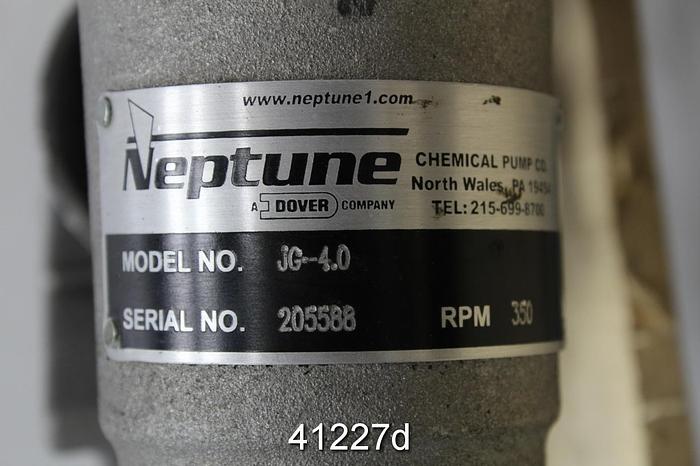 www.neptune1.com
Neptune
CHEMICAL PUMP CO.
North Wales, PA 19454
A DOVER COMPANY
TEL: 215-699-8700
MODEL NO. JG-4.0
SERIAL NO. 205588 RPM 350
41227d